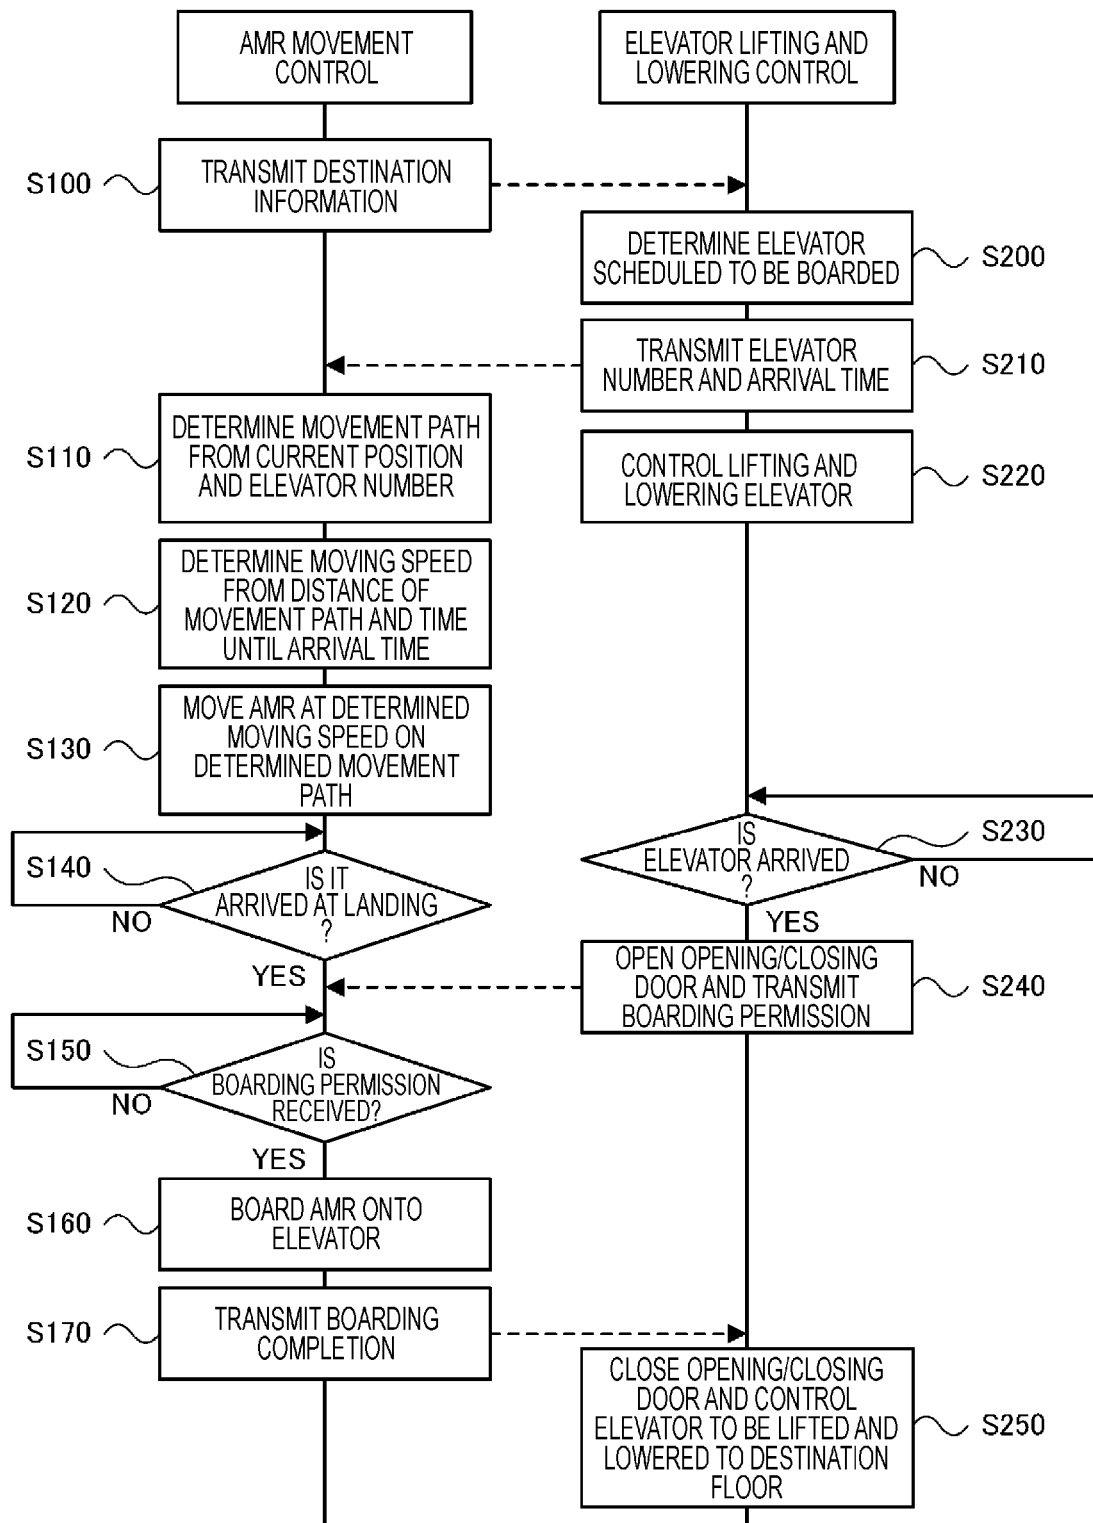 AMR MOVEMENT
CONTROL
ELEVATOR LIFTING AND
LOWERING CONTROL
S100
TRANSMIT DESTINATION
INFORMATION
DETERMINE ELEVATOR
SCHEDULED TO BE BOARDED
S200
TRANSMIT ELEVATOR
NUMBER AND ARRIVAL TIME
S210
S110
DETERMINE MOVEMENT PATH
FROM CURRENT POSITION
AND ELEVATOR NUMBER
CONTROL LIFTING AND
LOWERING ELEVATOR
S220
S120
DETERMINE MOVING SPEED
FROM DISTANCE OF
MOVEMENT PATH AND TIME
UNTIL ARRIVAL TIME
S130
MOVE AMR AT DETERMINED
MOVING SPEED ON
DETERMINED MOVEMENT
PATH
S140
IS IT
ARRIVED AT LANDING
?
NO
YES
IS
ELEVATOR ARRIVED
?
S230
NO
YES
OPEN OPENING/CLOSING
DOOR AND TRANSMIT
BOARDING PERMISSION
S240
S150
IS
BOARDING PERMISSION
RECEIVED?
NO
YES
S160
BOARD AMR ONTO
ELEVATOR
S170
TRANSMIT BOARDING
COMPLETION
CLOSE OPENING/CLOSING
DOOR AND CONTROL
ELEVATOR TO BE LIFTED AND
LOWERED TO DESTINATION
FLOOR
S250